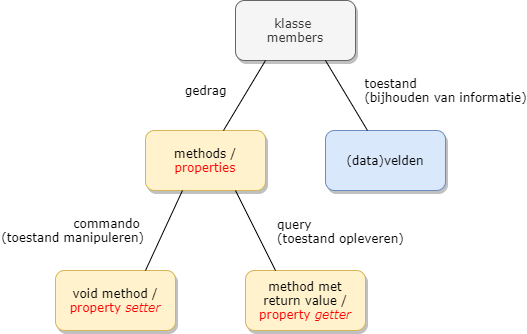 klasse
members
gedrag
toestand
(bijhouden van informatie)
methods /
properties
(data)velden
commando
(toestand manipuleren)
query
(toestand opleveren)
void method /
property setter
method met
return value /
property getter